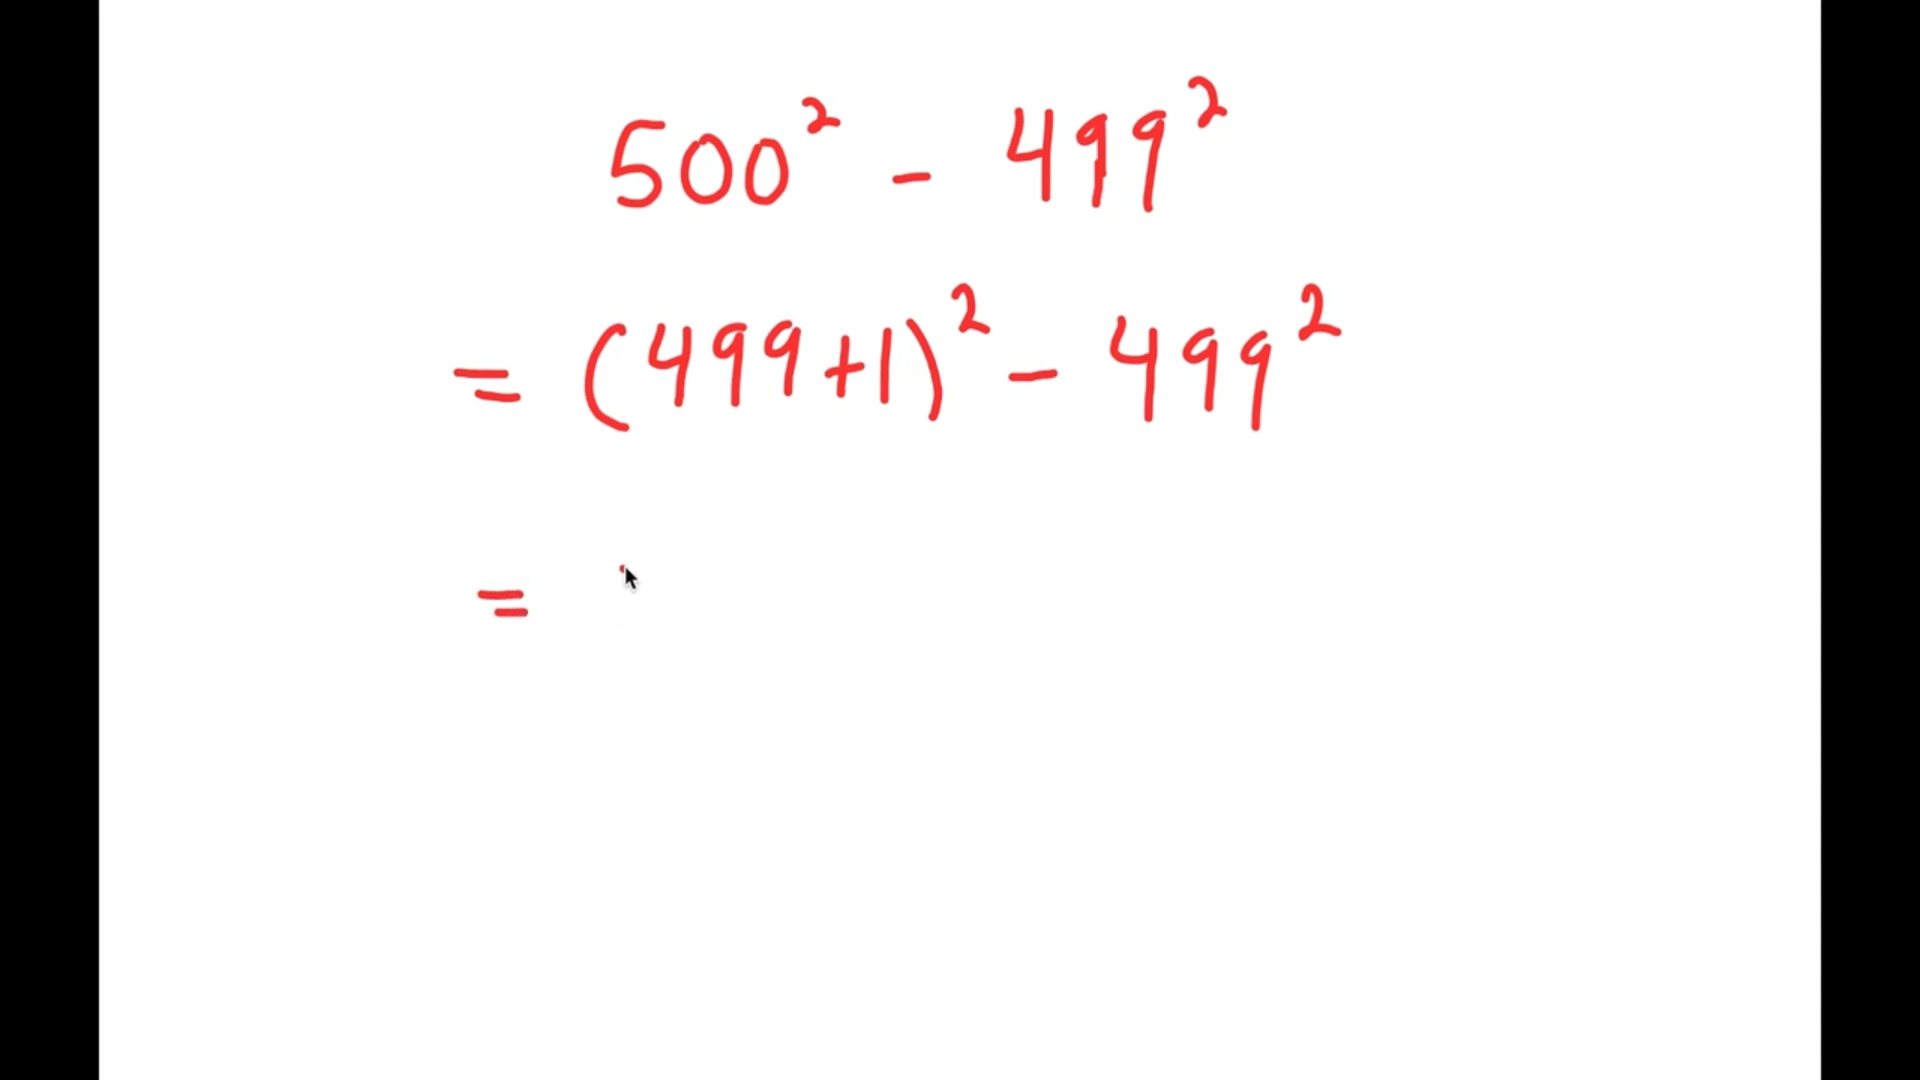 500² - 499²
= (499+1)² - 499²
=